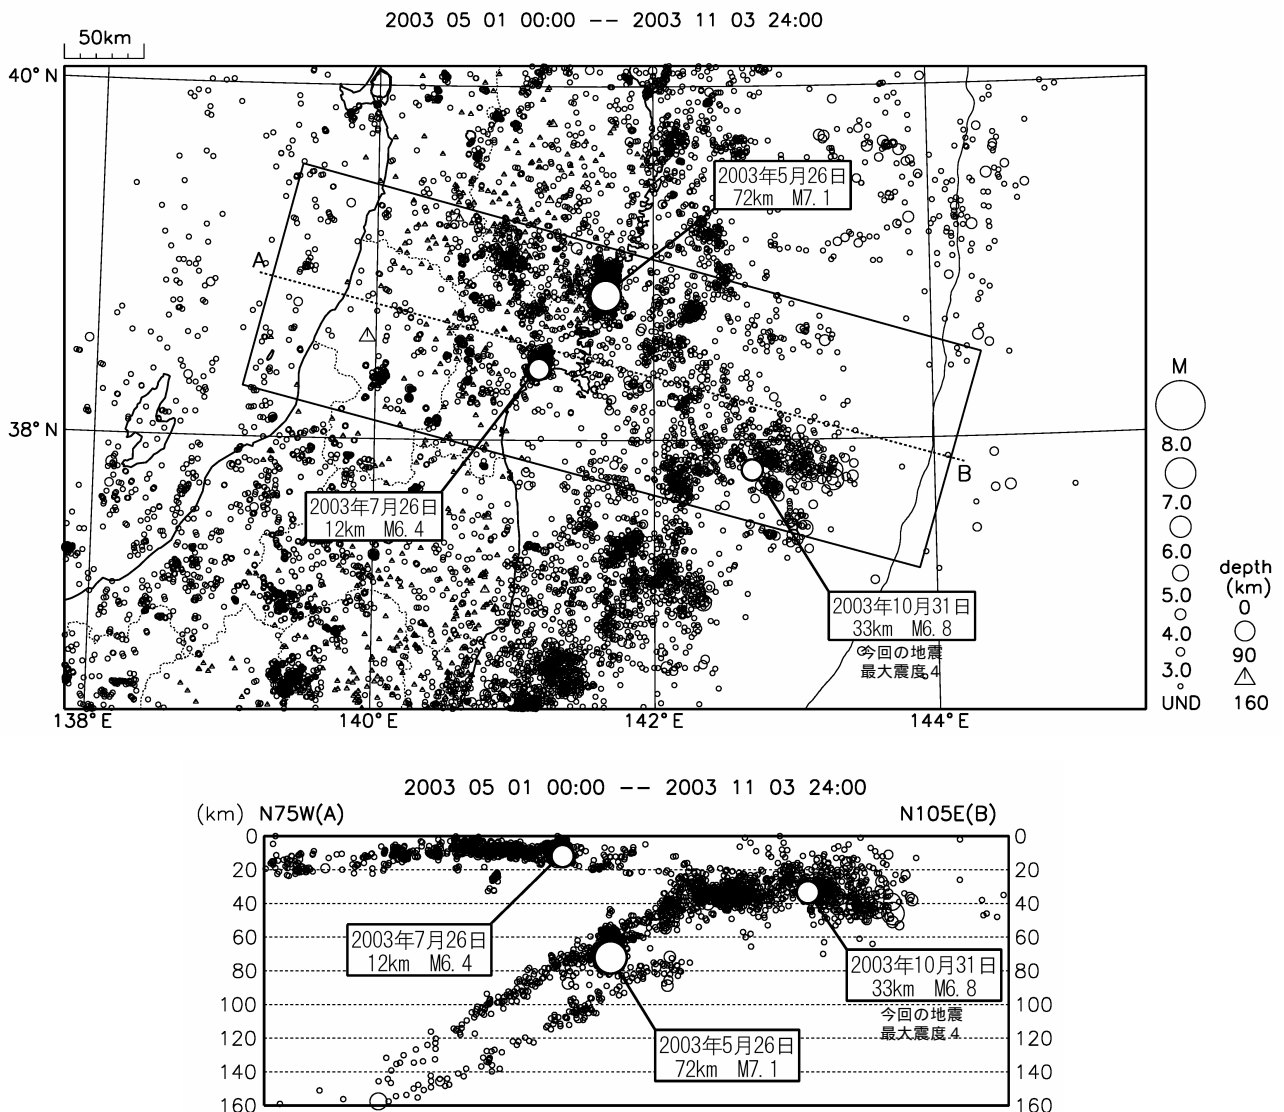 2003 05 01 00:00 -- 2003 11 03 24:00
50km
40°N
2003年5月26日
72km M7.1
A
M
8.0
38°N
B
7.0
2003年7月26日
12km M6.4
6.0
depth
(km)
5.0
0
2003年10月31日
33km M6.8
4.0
今回の地震
最大震度4
90
3.0
UND
160
138°E
140°E
142°E
144°E
2003 05 01 00:00 -- 2003 11 03 24:00
(km) N75W(A)
N105E(B)
0
0
20
20
40
40
2003年7月26日
12km M6.4
60
60
2003年10月31日
33km M6.8
80
80
100
100
今回の地震
最大震度4
120
120
2003年5月26日
72km M7.1
140
140
160
160